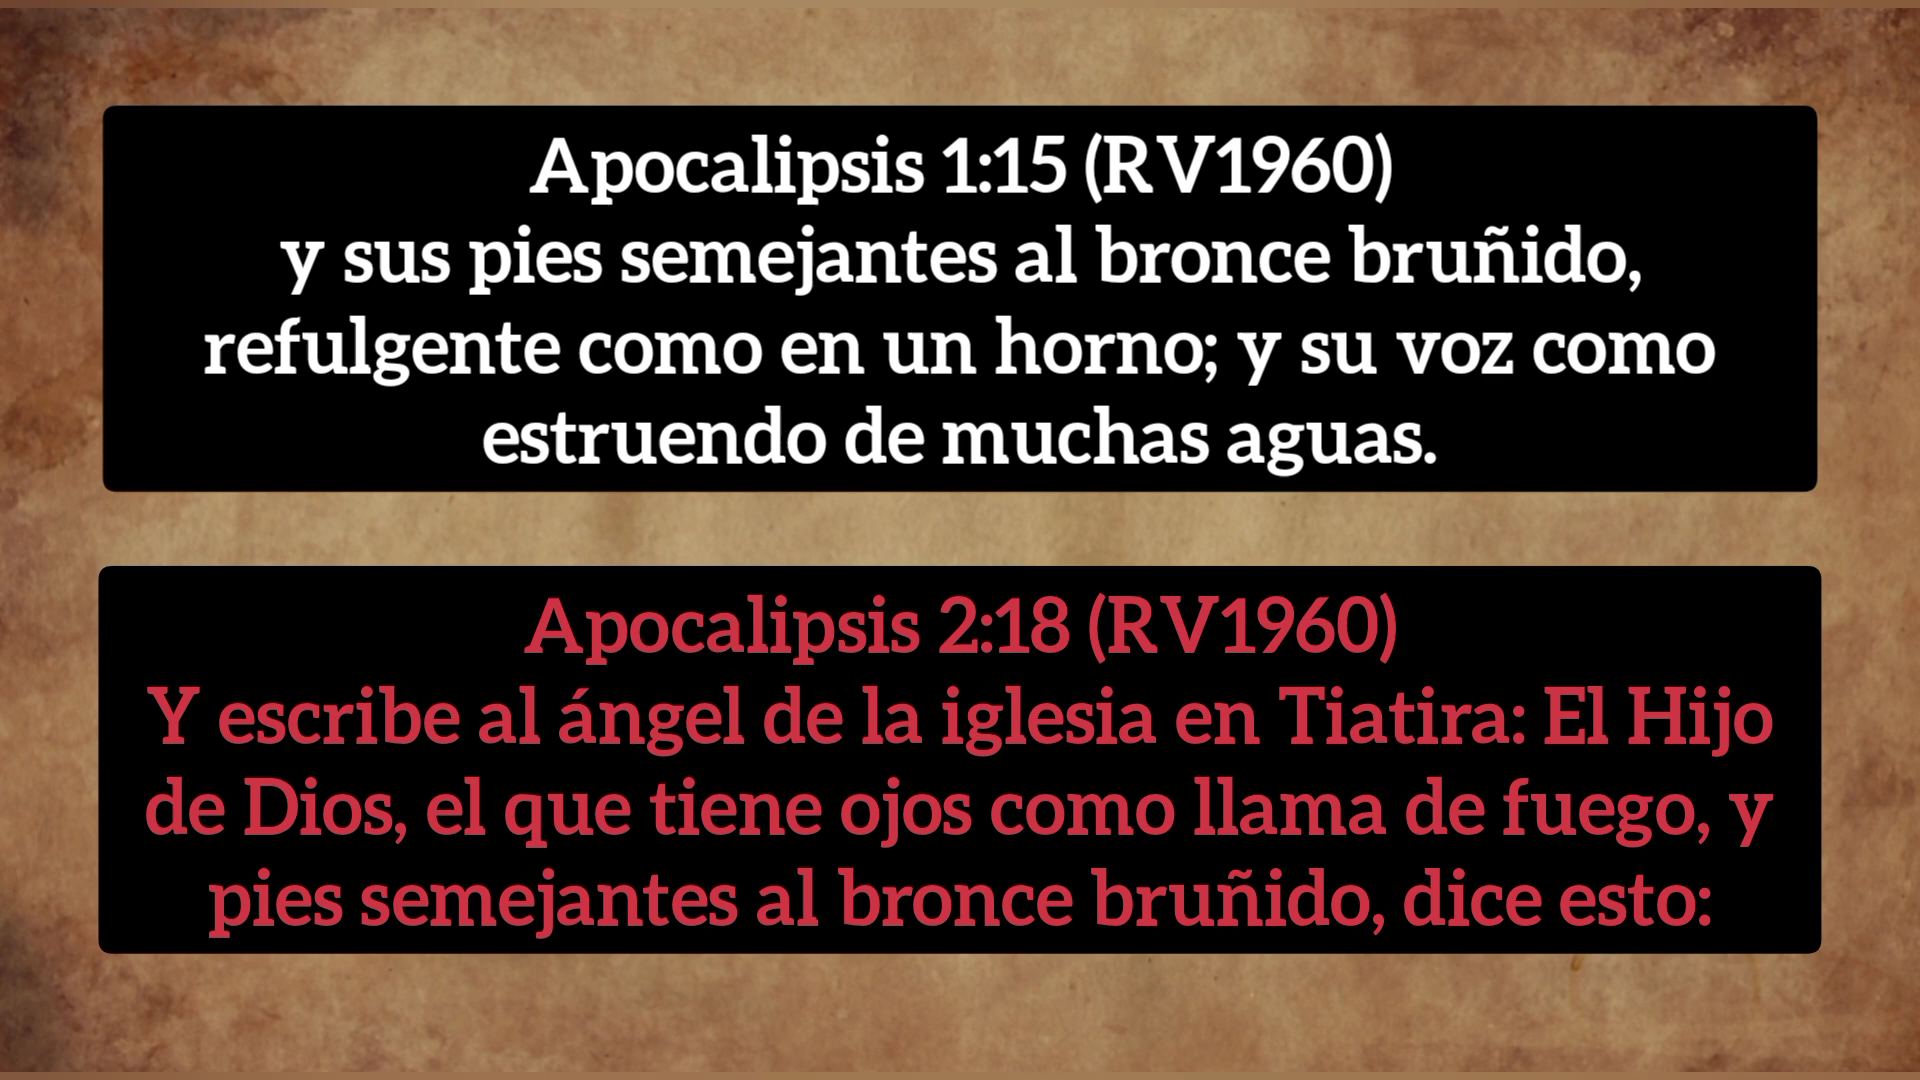 Apocalipsis 1:15 (RV1960)
y sus pies semejantes al bronce bruñido,
refulgente como en un horno; y su voz como
estruendo de muchas aguas.
Apocalipsis 2:18 (RV1960)
Y escribe al ángel de la iglesia en Tiatira: El Hijo
de Dios, el que tiene ojos como llama de fuego, y
pies semejantes al bronce bruñido, dice esto: